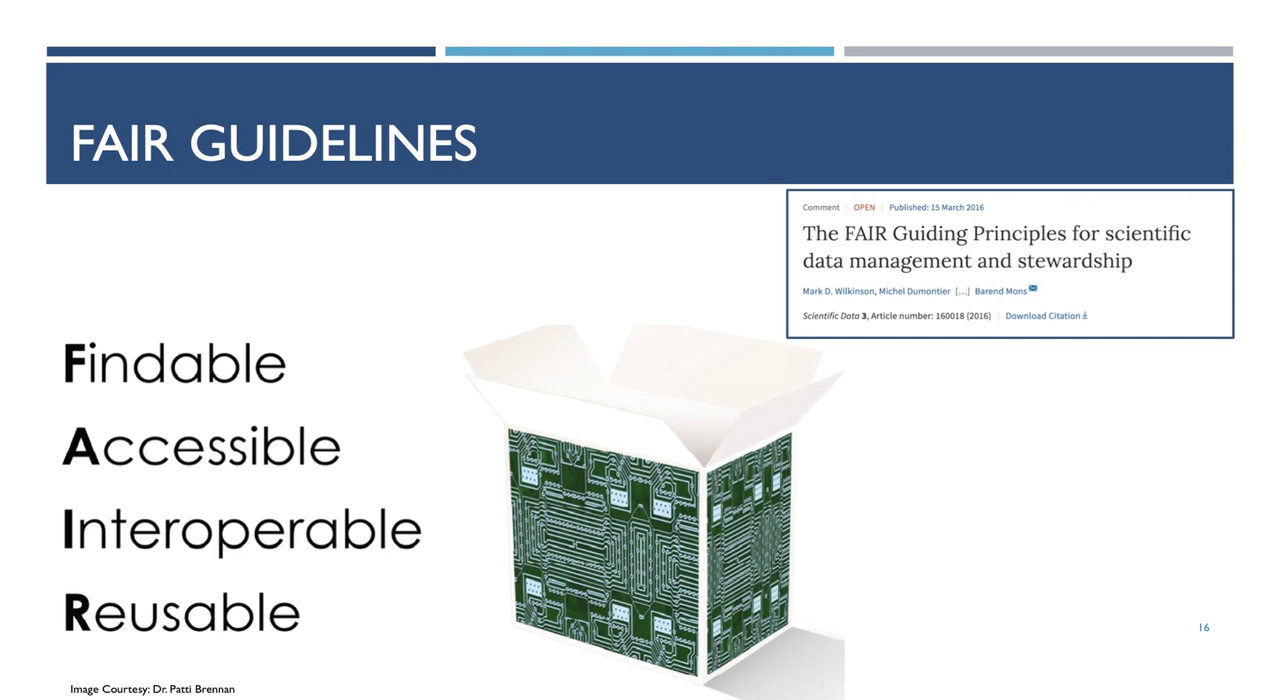 FAIR GUIDELINES
Comment | OPEN | Published: 15 March 2016
The FAIR Guiding Principles for scientific
data management and stewardship
Mark D. Wilkinson, Michel Dumontier […] Barend Mons
Scientific Data 3, Article number: 160018 (2016) | Download Citation
Findable
Accessible
Interoperable
Reusable
16
Image Courtesy: Dr. Patti Brennan